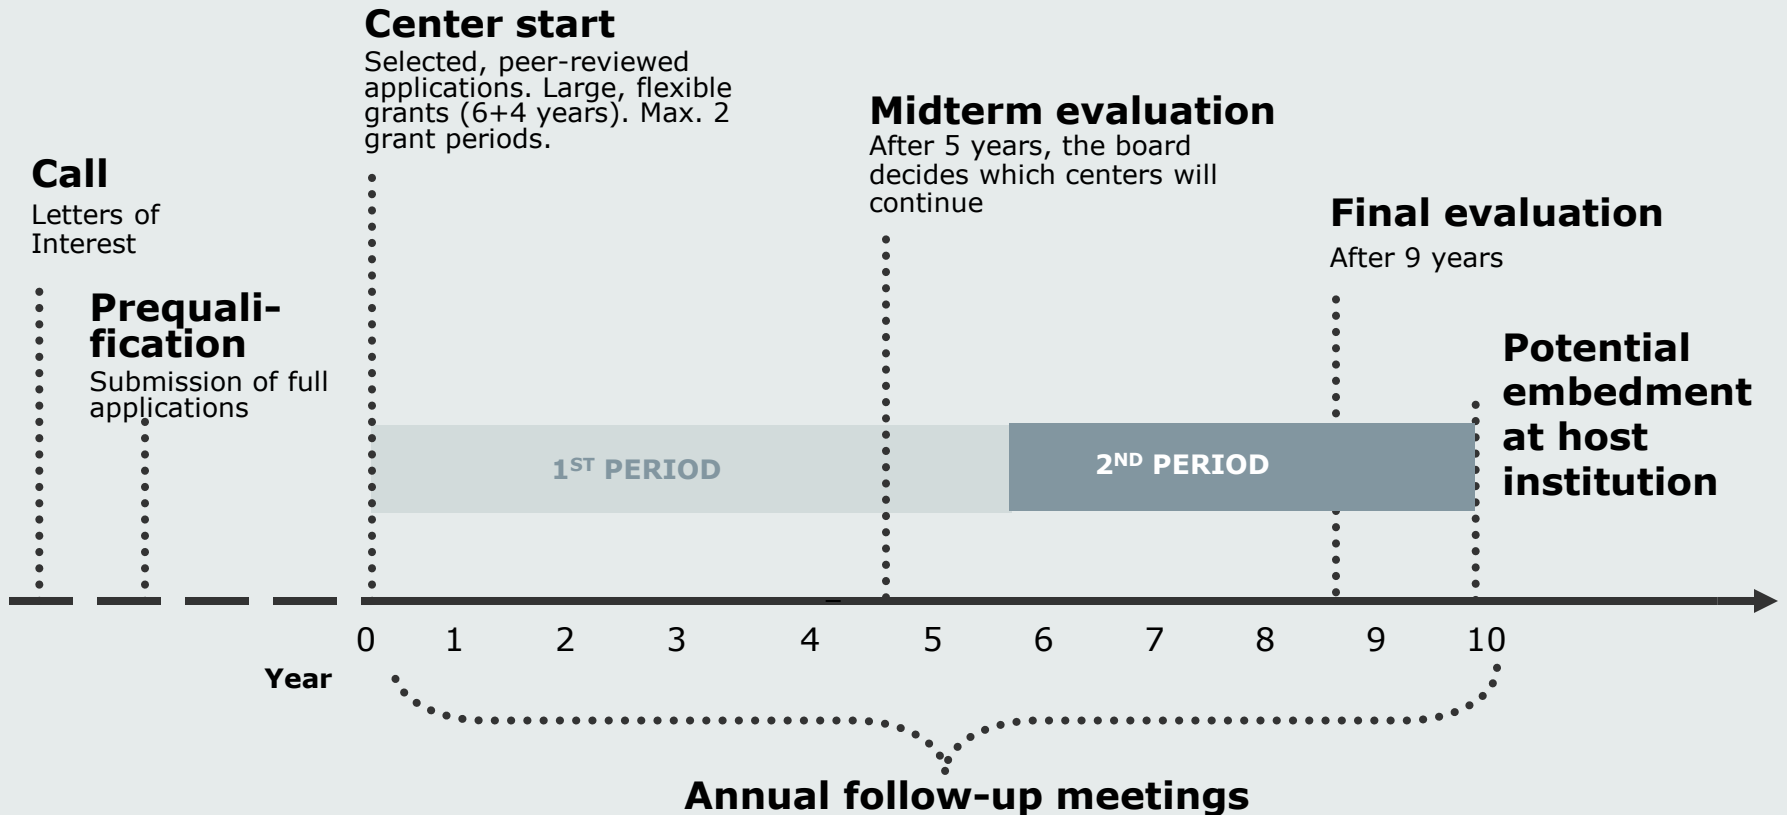 Call
Letters of
Interest
Prequali-
fication
Submission of full
applications
Center start
Selected, peer-reviewed
applications. Large, flexible
grants (6+4 years). Max. 2
grant periods.
Midterm evaluation
After 5 years, the board
decides which centers will
continue
Final evaluation
After 9 years
Potential
embedment
at host
institution
1ST PERIOD
2ND PERIOD
0 1 2 3 4 5 6 7 8 9 10
Year
Annual follow-up meetings